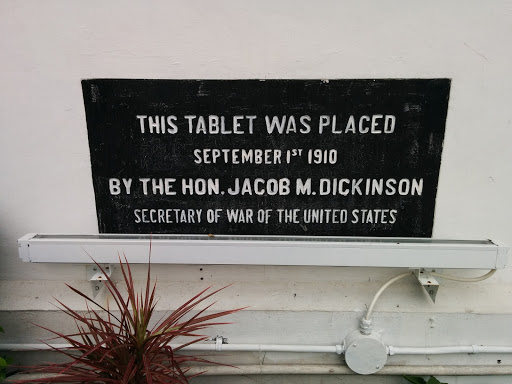 THIS TABLET WAS PLACED
SEPTEMBER 1ST 1910
BY THE HON. JACOB M. DICKINSON
SECRETARY OF WAR OF THE UNITED STATES